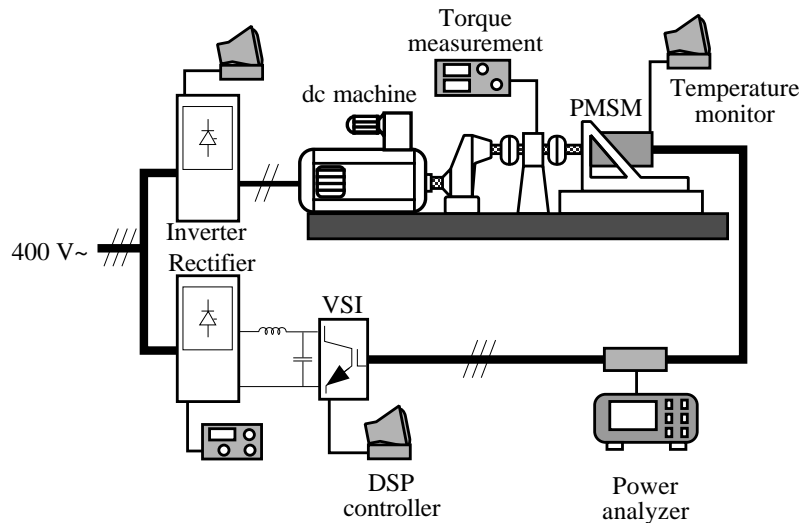 Torque
measurement
dc machine
PMSM
Temperature
monitor
Inverter
400 V~
Rectifier
VSI
DSP
controller
Power
analyzer